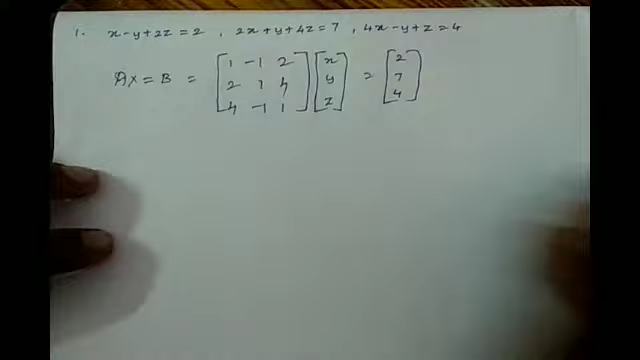 1. x-y+2z=2 , 2x+y+4z=7 , 4x-y+z=4
AX=B = [1 -1 2] [x] = [2]
[2 1 4] [y] [7]
[4 -1 1] [z] [4]